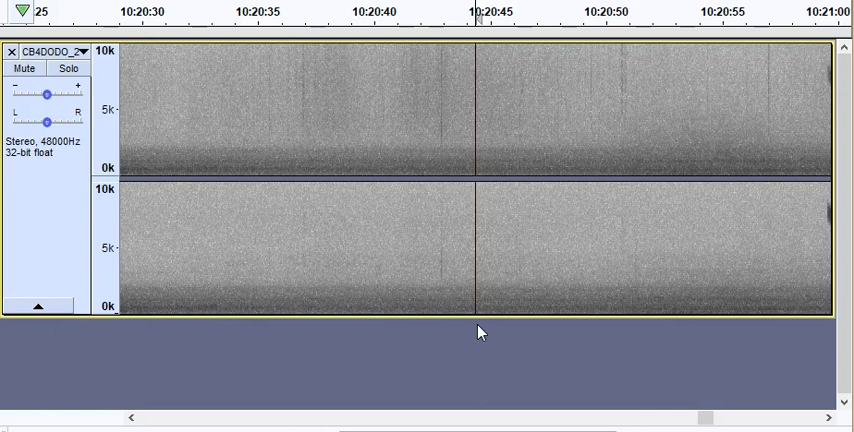 25 10:20:30 10:20:35 10:20:40 10:20:45 10:20:50 10:20:55 10:21:00
CB4DODO_2
Mute Solo
- +
L R
Stereo, 48000Hz
32-bit float
10k
5k
0k
10k
5k
0k